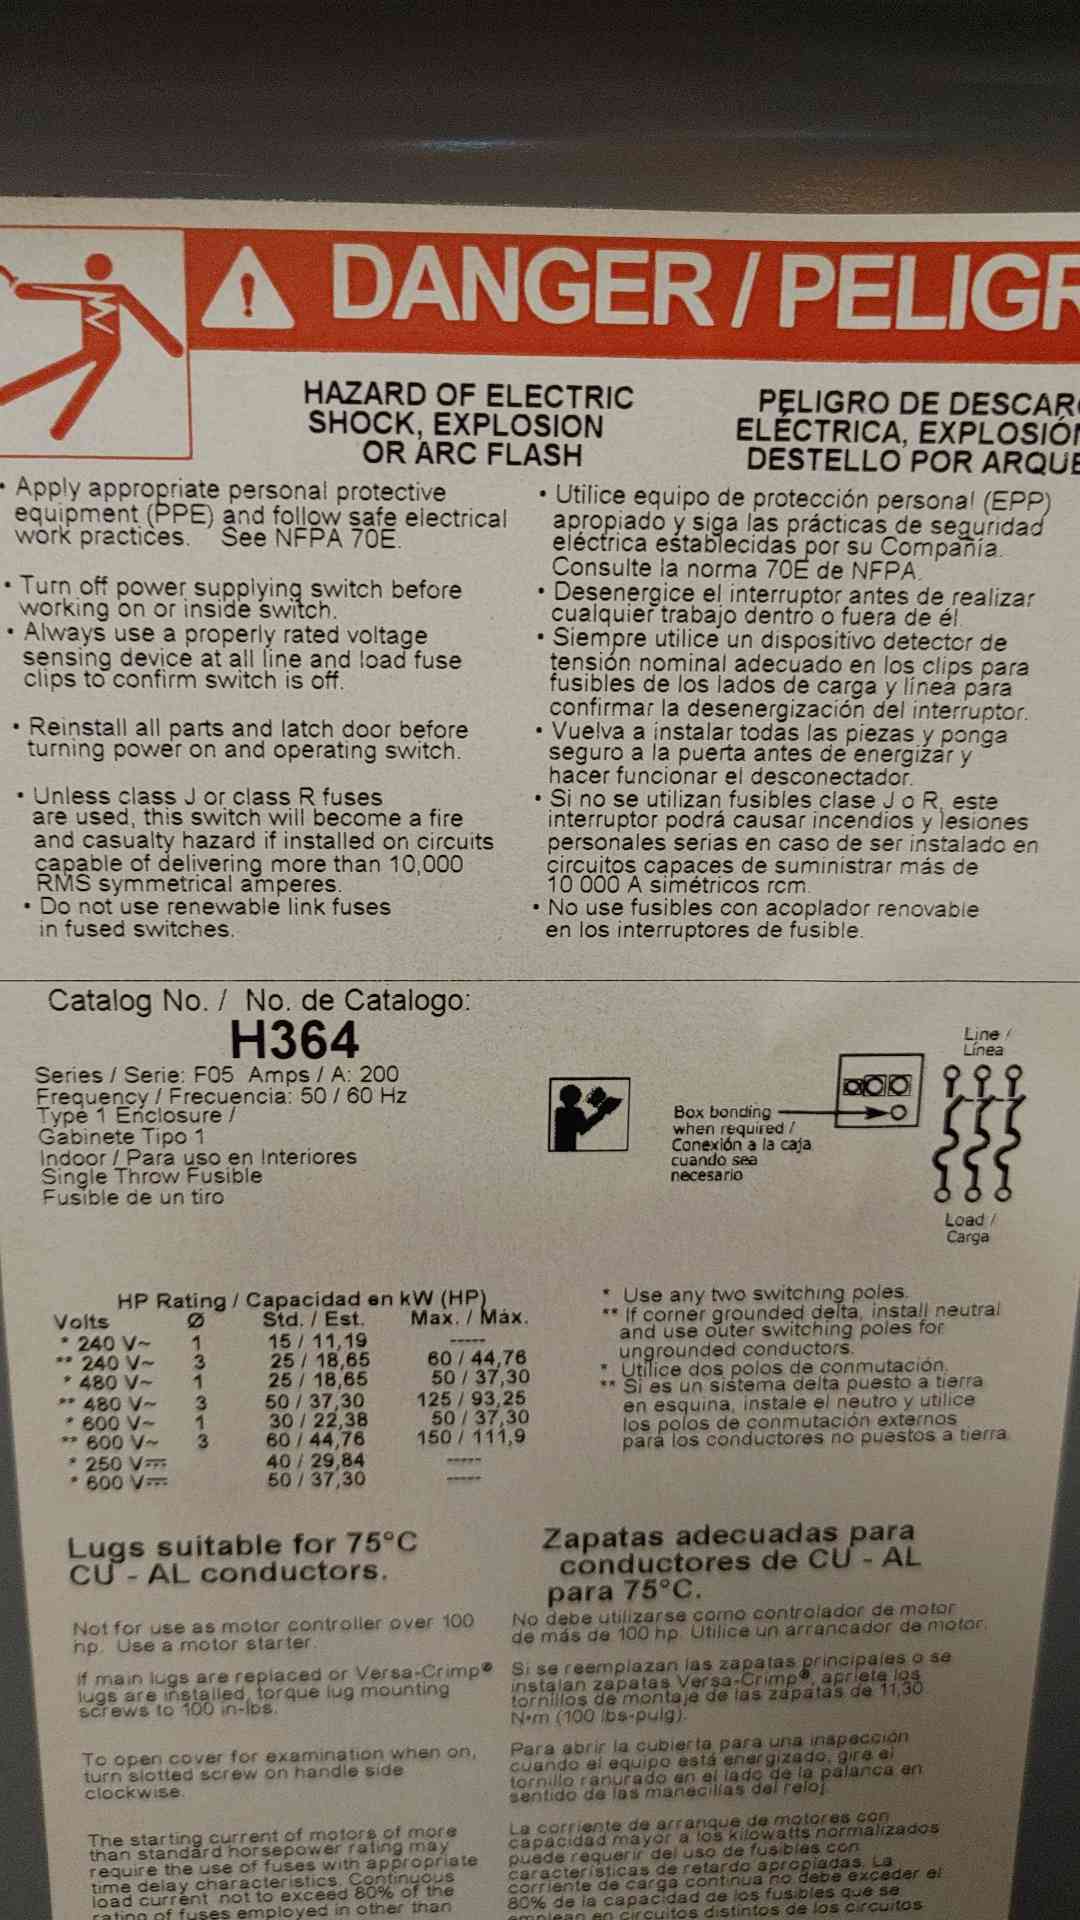 DANGER / PELIGR
HAZARD OF ELECTRIC
SHOCK, EXPLOSION
OR ARC FLASH
• Apply appropriate personal protective
equipment (PPE) and follow safe electrical
work practices. See NFPA 70E.
• Turn off power supplying switch before
working on or inside switch.
• Always use a properly rated voltage
sensing device at all line and load fuse
clips to confirm switch is off.
• Reinstall all parts and latch door before
turning power on and operating switch.
• Unless class J or class R fuses
are used, this switch will become a fire
and casualty hazard if installed on circuits
capable of delivering more than 10,000
RMS symmetrical amperes.
• Do not use renewable link fuses
in fused switches.
PELIGRO DE DESCARG
ELÉCTRICA, EXPLOSIÓN
DESTELLO POR ARQUE
• Utilice equipo de protección personal (EPP)
apropiado y siga las prácticas de seguridad
eléctrica establecidas por su Compañía.
Consulte la norma 70E de NFPA.
• Desenergice el interruptor antes de realizar
cualquier trabajo dentro o fuera de él.
• Siempre utilice un dispositivo detector de
tensión nominal adecuado en los clips para
fusibles de los lados de carga y línea para
confirmar la desenergización del interruptor.
• Vuelva a instalar todas las piezas y ponga
seguro a la puerta antes de energizar y
hacer funcionar el desconectador.
• Si no se utilizan fusibles clase J o R, este
interruptor podrá causar incendios y lesiones
personales serias en caso de ser instalado en
circuitos capaces de suministrar más de
10 000 A simétricos rcm.
• No use fusibles con acoplador renovable
en los interruptores de fusible.
Catalog No. / No. de Catalogo:
H364
Series / Serie: F05 Amps / A: 200
Frequency / Frecuencia: 50 / 60 Hz
Type 1 Enclosure /
Gabinete Tipo 1
Indoor / Para uso en Interiores
Single Throw Fusible
Fusible de un tiro
Box bonding
when required /
Conexión a la caja
cuando sea
necesario
Line /
Línea
Load /
Carga
HP Rating / Capacidad en kW (HP)
Volts Ø Std. / Est. Max. / Máx.
* 240 V~ 1 15 / 11,19 -----
** 240 V~ 3 25 / 18,65 60 / 44,76
* 480 V~ 1 25 / 18,65 50 / 37,30
** 480 V~ 3 50 / 37,30 125 / 93,25
* 600 V~ 1 30 / 22,38 50 / 37,30
** 600 V~ 3 60 / 44,76 150 / 111,9
* 250 V⎓ 40 / 29,84 -----
* 600 V⎓ 50 / 37,30 -----
* Use any two switching poles.
** If corner grounded delta, install neutral
and use outer switching poles for
ungrounded conductors.
* Utilice dos polos de conmutación.
** Si es un sistema delta puesto a tierra
en esquina, instale el neutro y utilice
los polos de conmutación externos
para los conductores no puestos a tierra.
Lugs suitable for 75°C
CU - AL conductors.
Not for use as motor controller over 100
hp. Use a motor starter.
If main lugs are replaced or Versa-Crimp®
lugs are installed, torque lug mounting
screws to 100 in-lbs.
To open cover for examination when on,
turn slotted screw on handle side
clockwise.
The starting current of motors of more
than standard horsepower rating may
require the use of fuses with appropriate
time delay characteristics. Continuous
load current not to exceed 80% of the
rating of fuses employed in other than
Zapatas adecuadas para
conductores de CU - AL
para 75°C.
No debe utilizarse como controlador de motor
de más de 100 hp. Utilice un arrancador de motor.
Si se reemplazan las zapatas principales o se
instalan zapatas Versa-Crimp®, apriete los
tornillos de montaje de las zapatas de 11,30
N•m (100 lbs-pulg).
Para abrir la cubierta para una inspección
cuando el equipo está energizado, gire el
tornillo ranurado en el lado de la palanca en
sentido de las manecillas del reloj.
La corriente de arranque de motores con
capacidad mayor a los kilowatts normalizados
puede requerir del uso de fusibles con
características de retardo apropiadas. La
corriente de carga continua no debe exceder el
80% de la capacidad de los fusibles que se
emplean en circuitos distintos de los circuitos